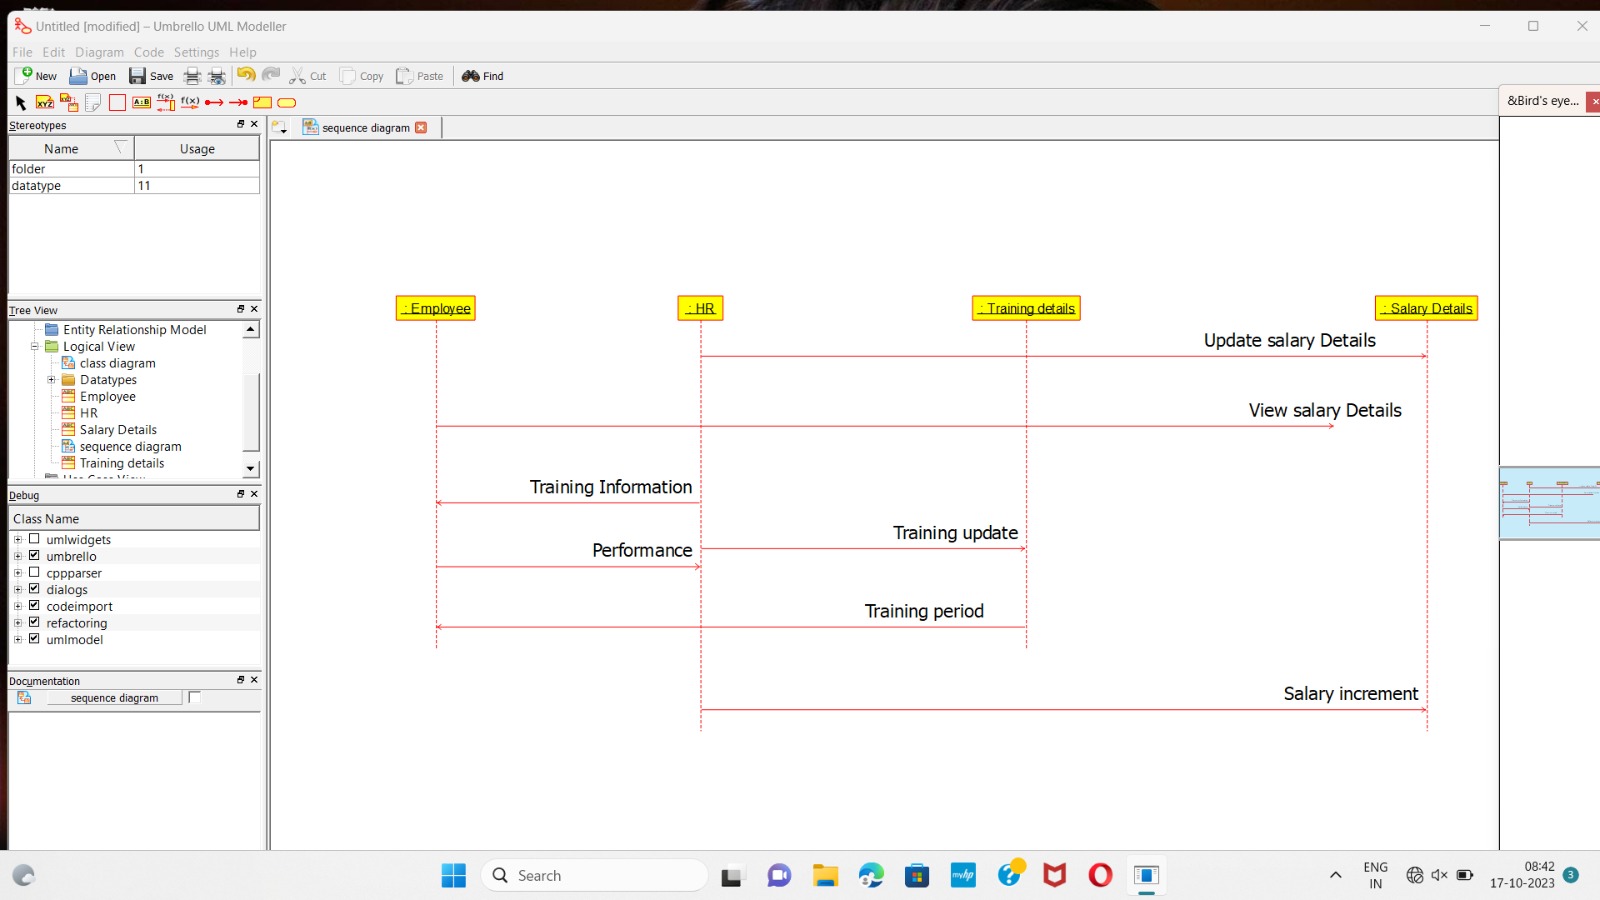 Untitled [modified] – Umbrello UML Modeller
File Edit Diagram Code Settings Help
New Open Save Cut Copy Paste Find
XYZ A:B f(x) f(x)
&Bird's eye...
Stereotypes
sequence diagram
Name Usage
folder 1
datatype 11
Tree View
Entity Relationship Model
Logical View
class diagram
Datatypes
Employee
HR
Salary Details
sequence diagram
Training details
Debug
Class Name
umlwidgets
umbrello
cppparser
dialogs
codeimport
refactoring
umlmodel
Documentation
sequence diagram
: Employee
: HR
: Training details
: Salary Details
Update salary Details
View salary Details
Training Information
Training update
Performance
Training period
Salary increment
Search
myhp
ENG
IN
08:42
17-10-2023
3